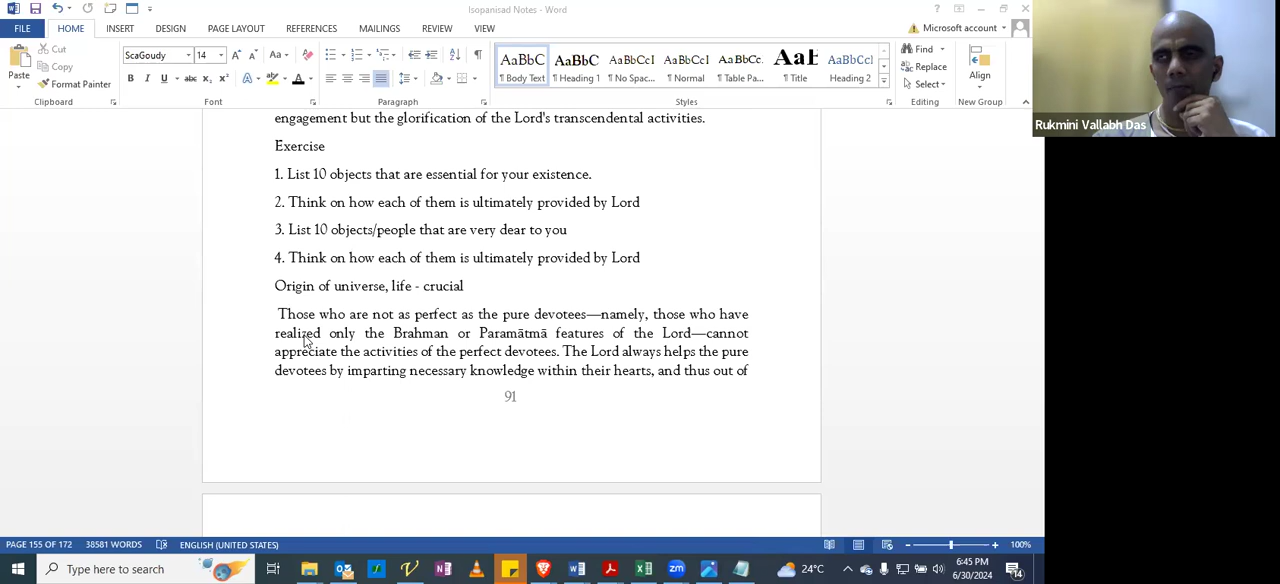 Isopanisad Notes - Word
FILE HOME INSERT DESIGN PAGE LAYOUT REFERENCES MAILINGS REVIEW VIEW Microsoft account
Cut
Copy
Format Painter
Paste
ScaGoudy 14
Aa
B I U abc x₂ x² A A
AaBbC AaBbC AaBbCcI AaBbCcI AaBbCc. AaB AaBbCcl
¶ Body Text ¶ Heading 1 ¶ No Spac... ¶ Normal ¶ Table Pa... ¶ Title Heading 2
Find
Replace
Select
Align
Clipboard Font Paragraph Styles Editing New Group
Rukmini Vallabh Das
engagement but the glorification of the Lord's transcendental activities.
Exercise
1. List 10 objects that are essential for your existence.
2. Think on how each of them is ultimately provided by Lord
3. List 10 objects/people that are very dear to you
4. Think on how each of them is ultimately provided by Lord
Origin of universe, life - crucial
Those who are not as perfect as the pure devotees—namely, those who have
realized only the Brahman or Paramātmā features of the Lord—cannot
appreciate the activities of the perfect devotees. The Lord always helps the pure
devotees by imparting necessary knowledge within their hearts, and thus out of
91
PAGE 155 OF 172 38581 WORDS ENGLISH (UNITED STATES) 100%
Type here to search
24°C
6:45 PM
6/30/2024
14